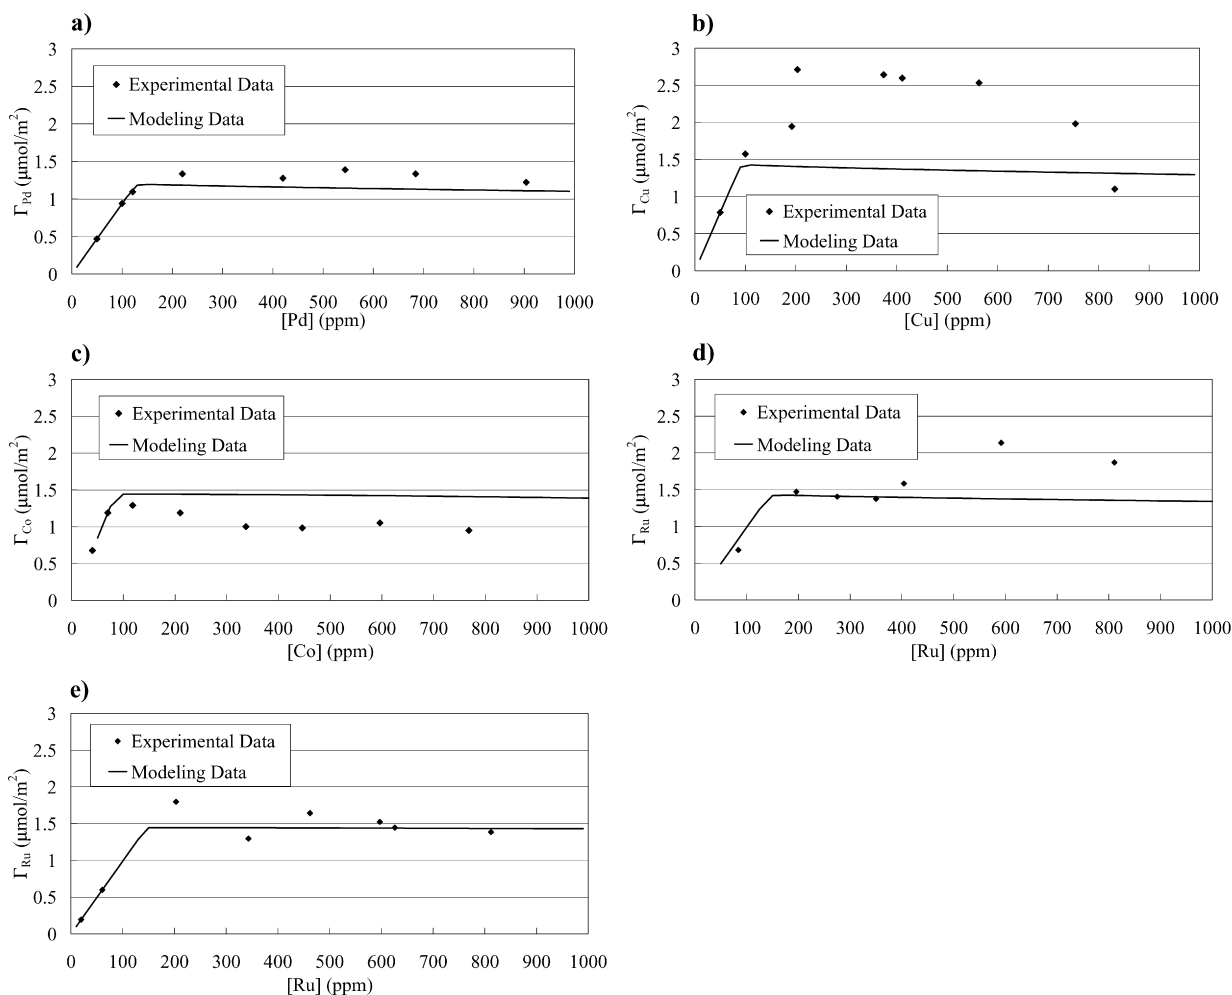 a)
3
2.5
2
1.5
1
0.5
0
Γ_Pd (μmol/m²)
Experimental Data
Modeling Data
0 100 200 300 400 500 600 700 800 900 1000
[Pd] (ppm)
b)
3
2.5
2
1.5
1
0.5
0
Γ_Cu (μmol/m²)
Experimental Data
Modeling Data
0 100 200 300 400 500 600 700 800 900 1000
[Cu] (ppm)
c)
3
2.5
2
1.5
1
0.5
0
Γ_Co (μmol/m²)
Experimental Data
Modeling Data
0 100 200 300 400 500 600 700 800 900 1000
[Co] (ppm)
d)
3
2.5
2
1.5
1
0.5
0
Γ_Ru (μmol/m²)
Experimental Data
Modeling Data
0 100 200 300 400 500 600 700 800 900 1000
[Ru] (ppm)
e)
3
2.5
2
1.5
1
0.5
0
Γ_Ru (μmol/m²)
Experimental Data
Modeling Data
0 100 200 300 400 500 600 700 800 900 1000
[Ru] (ppm)